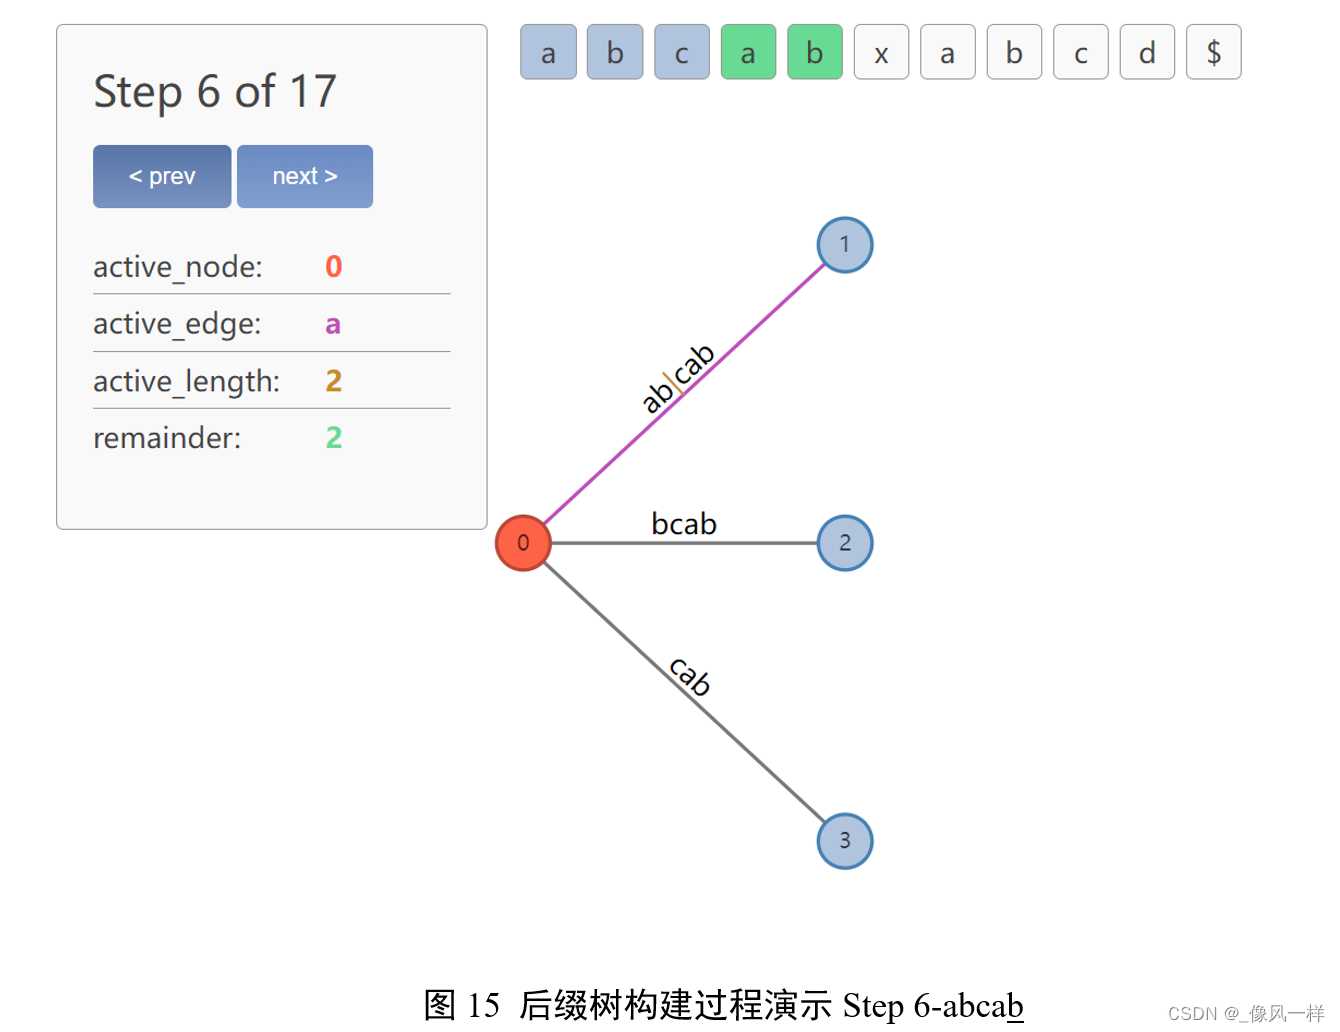 Step 6 of 17
< prev next >
active_node: 0
active_edge: a
active_length: 2
remainder: 2
a b c a b x a b c d $
1
ab|cab
0
bcab
2
cab
3
图 15 后缀树构建过程演示 Step 6-abcab
CSDN @_像风一样